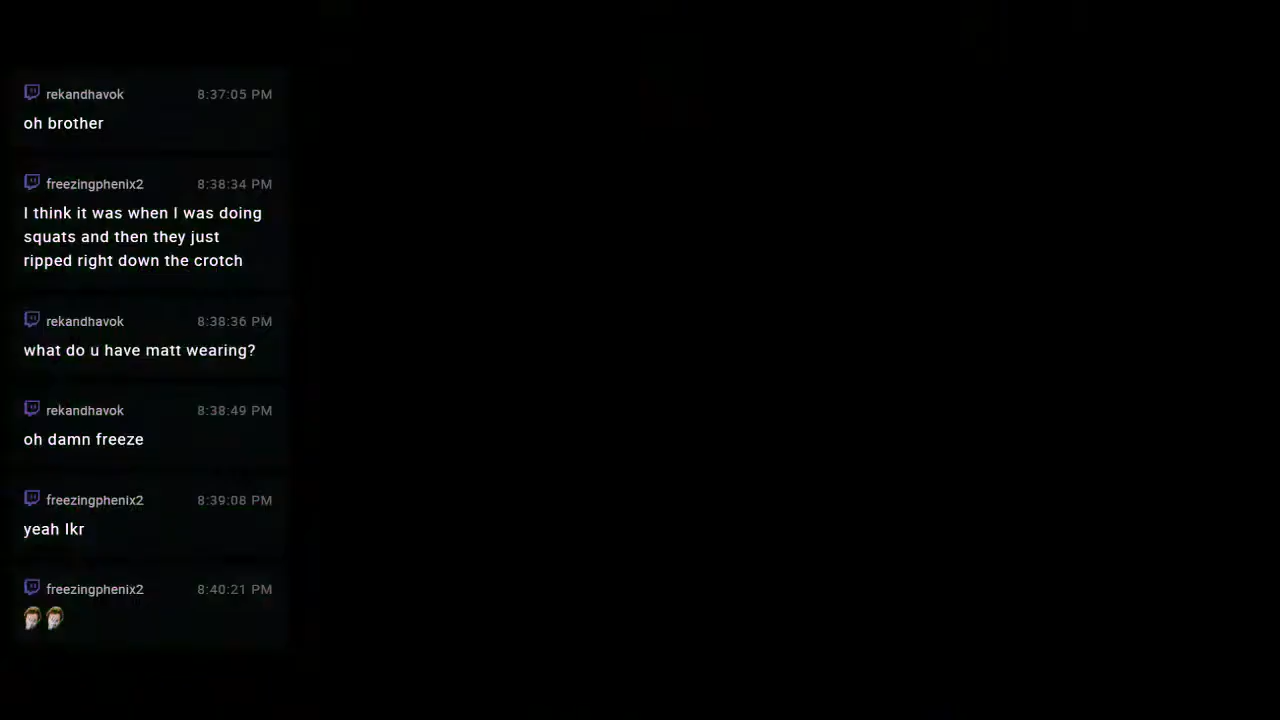 rekandhavok 8:37:05 PM
oh brother
freezingphenix2 8:38:34 PM
I think it was when I was doing
squats and then they just
ripped right down the crotch
rekandhavok 8:38:36 PM
what do u have matt wearing?
rekandhavok 8:38:49 PM
oh damn freeze
freezingphenix2 8:39:08 PM
yeah Ikr
freezingphenix2 8:40:21 PM